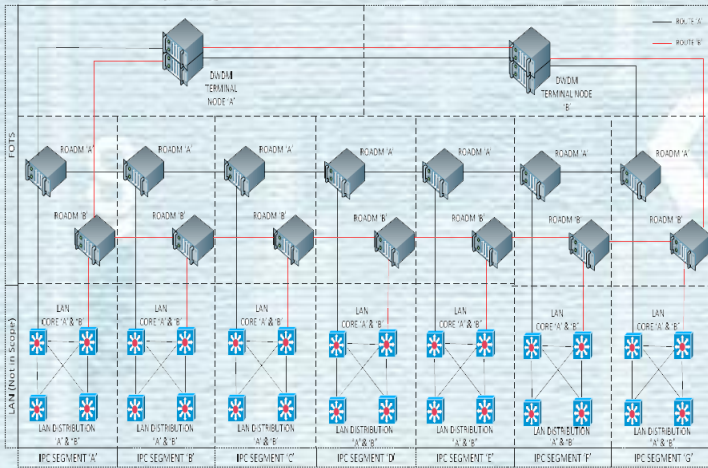 ROUTE 'A'
ROUTE 'B'
DWDM
TERMINAL
NODE 'A'
DWDM
TERMINAL NODE
'B'
FOTS
ROADM 'A'
ROADM 'A'
ROADM 'A'
ROADM 'A'
ROADM 'A'
ROADM 'A'
ROADM 'A'
ROADM 'B'
ROADM 'B'
ROADM 'B'
ROADM 'B'
ROADM 'B'
ROADM 'B'
ROADM 'B'
LAN (Not in Scope)
LAN
CORE 'A' & 'B'
LAN
CORE 'A' & 'B'
LAN
CORE 'A' & 'B'
LAN
CORE 'A' & 'B'
LAN
CORE 'A' & 'B'
LAN
CORE 'A' & 'B'
LAN
CORE 'A' & 'B'
LAN DISTRIBUTION
'A' & 'B'
LAN DISTRIBUTION
'A' & 'B'
LAN DISTRIBUTION
'A' & 'B'
LAN DISTRIBUTION
'A' & 'B'
LAN DISTRIBUTION
'A' & 'B'
LAN DISTRIBUTION
'A' & 'B'
LAN DISTRIBUTION
'A' & 'B'
IPC SEGMENT 'A'
IPC SEGMENT 'B'
IPC SEGMENT 'C'
IPC SEGMENT 'D'
IPC SEGMENT 'E'
IPC SEGMENT 'F'
IPC SEGMENT 'G'